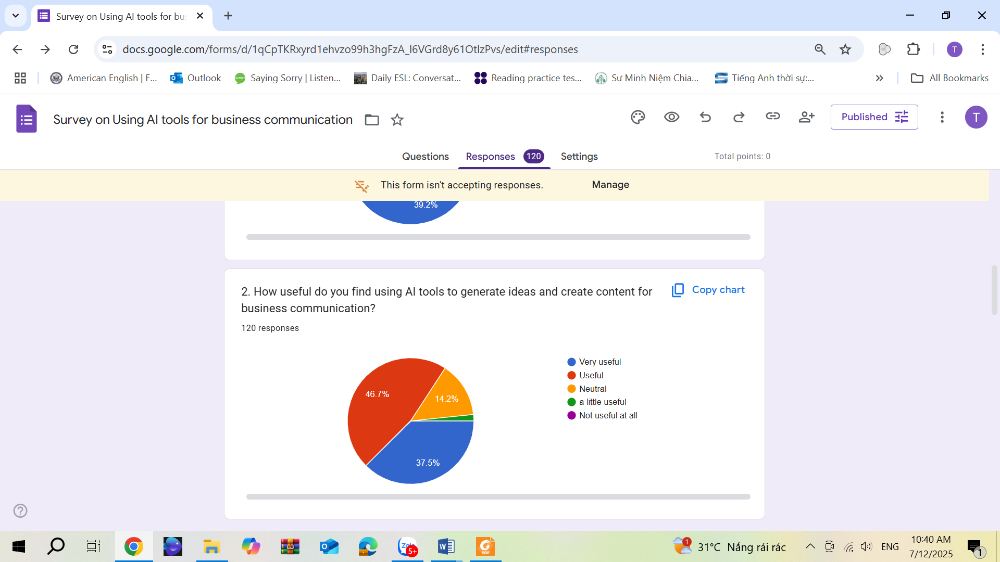 Survey on Using AI tools for bus
docs.google.com/forms/d/1qCpTKRxyrd1ehvzo99h3hgFzA_l6VGrd8y61OtlzPvs/edit#responses
T
American English | F...
Outlook
Saying Sorry | Listen...
Daily ESL: Conversat...
Reading practice tes...
Sư Minh Niệm Chia...
Tiếng Anh thời sự:...
All Bookmarks
Survey on Using AI tools for business communication
Published
T
Questions
Responses 120
Settings
Total points: 0
This form isn't accepting responses.
Manage
39.2%
2. How useful do you find using AI tools to generate ideas and create content for
business communication?
Copy chart
120 responses
46.7%
14.2%
37.5%
Very useful
Useful
Neutral
a little useful
Not useful at all
Zalo
5+
PDF
1
31°C Nắng rải rác
ENG
10:40 AM
7/12/2025
1